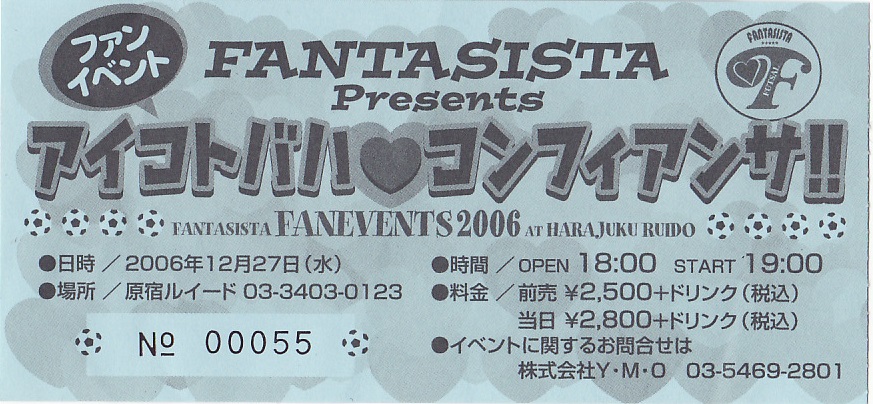 ファン
イベント
FANTASISTA
Presents
FANTASISTA
FUTSAL
F
アイコトバハ♥コンフィアンサ!!
FANTASISTA FANEVENTS 2006 AT HARAJUKU RUIDO
●日時／2006年12月27日（水）
●場所／原宿ルイード 03-3403-0123
№ 00055
●時間／OPEN 18:00 START 19:00
●料金／前売 ¥2,500+ドリンク（税込）
当日 ¥2,800+ドリンク（税込）
●イベントに関するお問合せは
株式会社Y・M・O 03-5469-2801